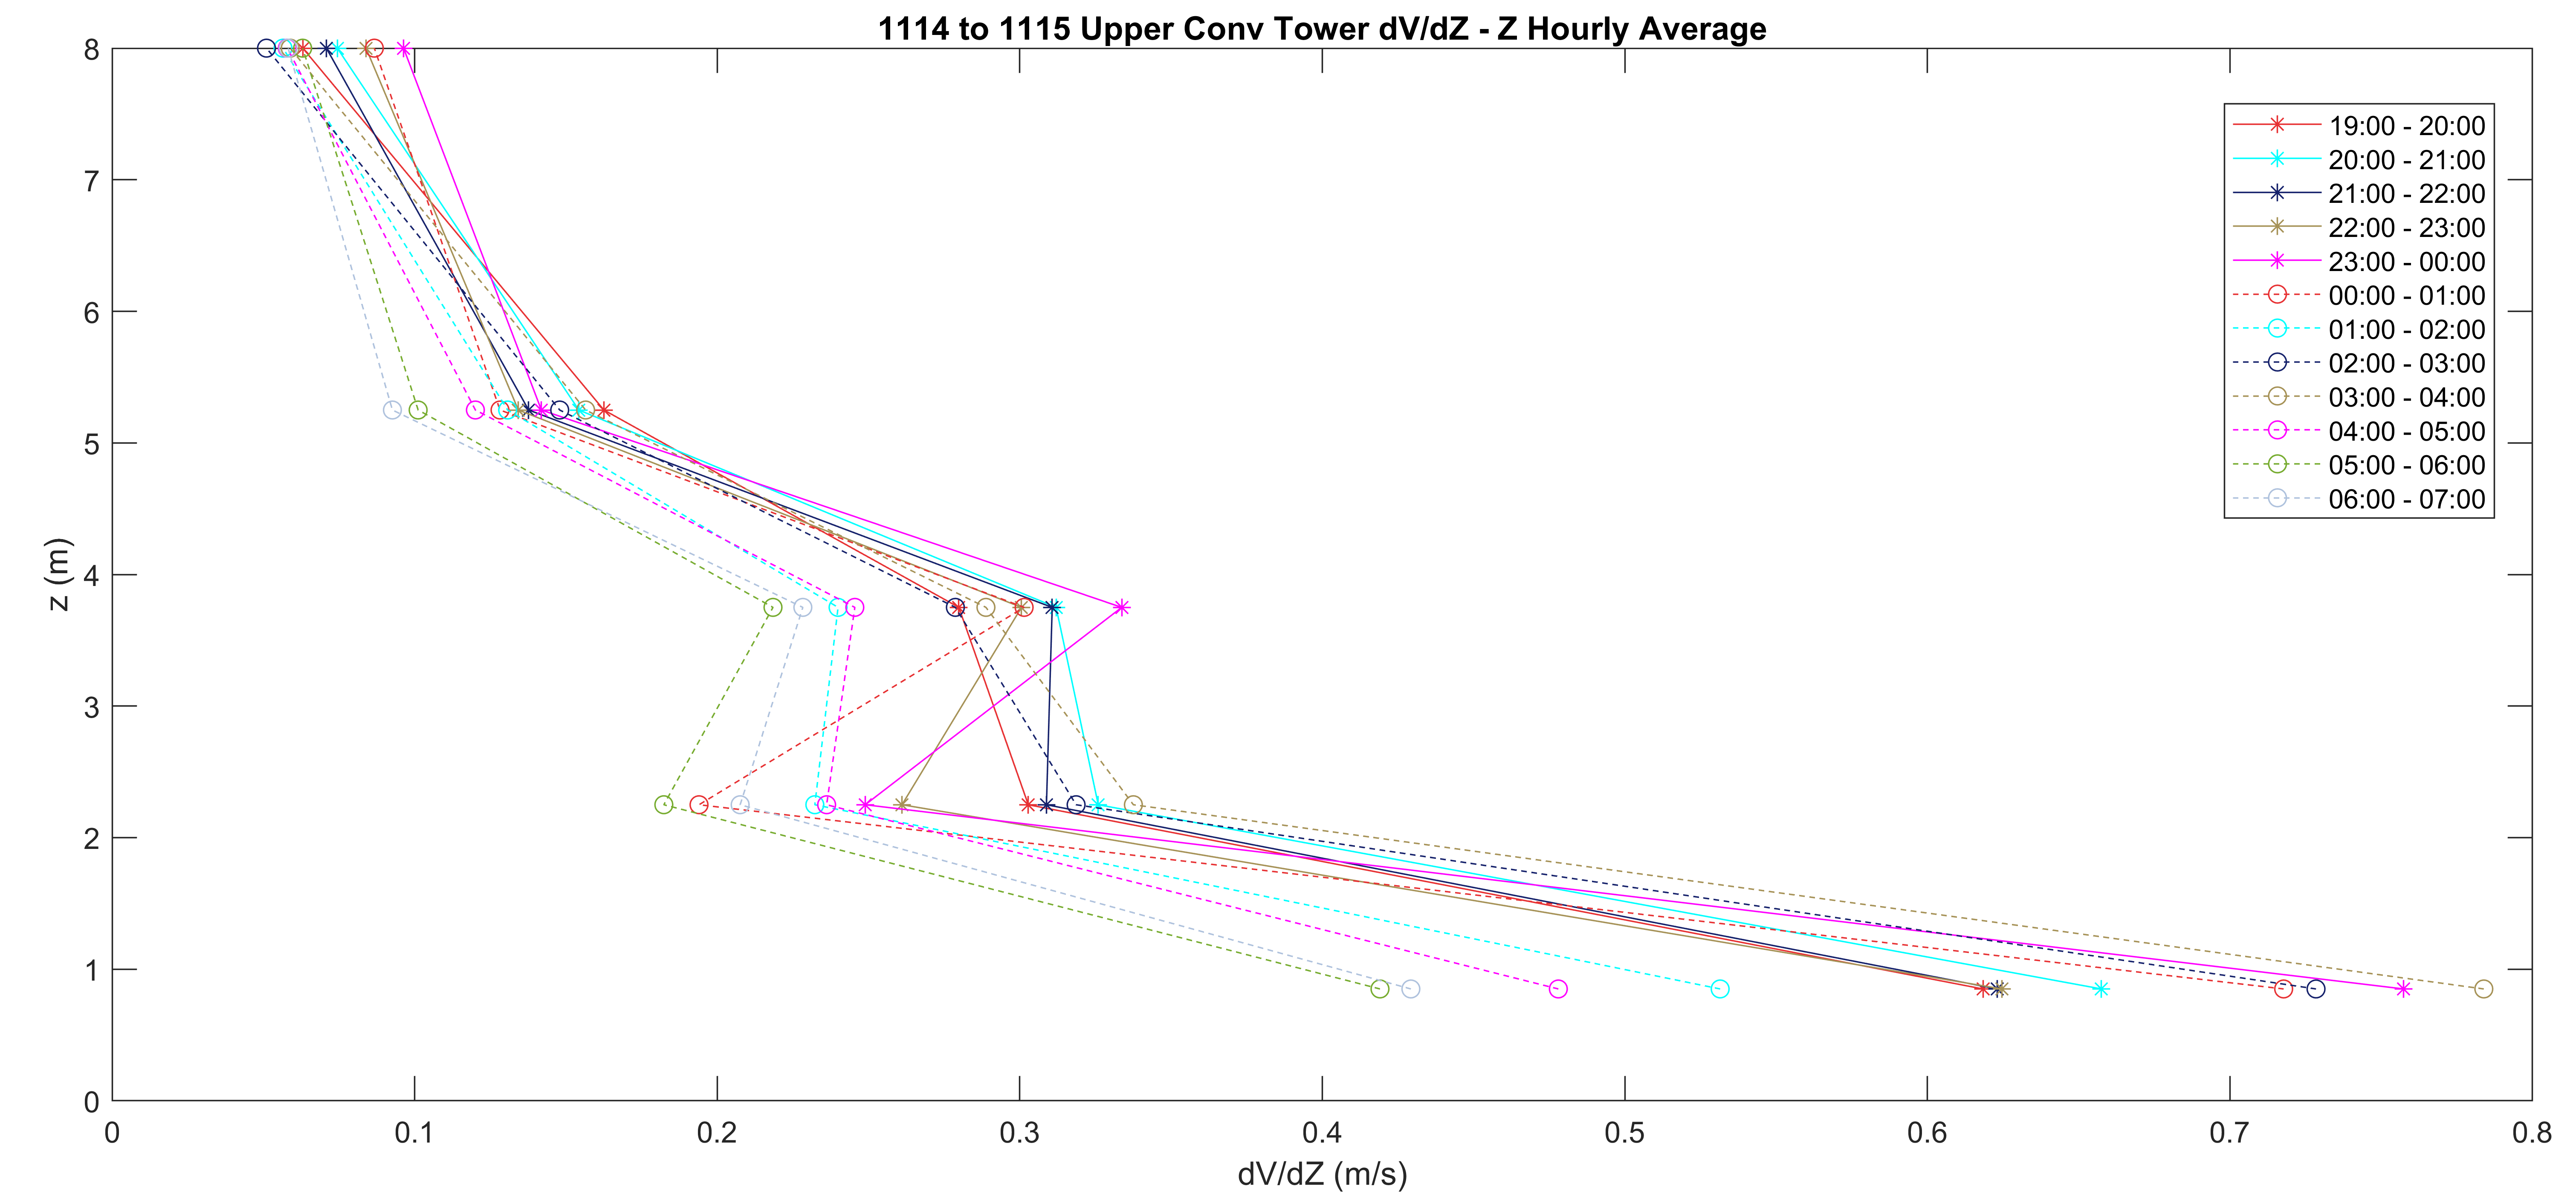 1114 to 1115 Upper Conv Tower dV/dZ - Z Hourly Average
8
7
6
5
4
3
2
1
0
z (m)
19:00 - 20:00
20:00 - 21:00
21:00 - 22:00
22:00 - 23:00
23:00 - 00:00
00:00 - 01:00
01:00 - 02:00
02:00 - 03:00
03:00 - 04:00
04:00 - 05:00
05:00 - 06:00
06:00 - 07:00
0 0.1 0.2 0.3 0.4 0.5 0.6 0.7 0.8
dV/dZ (m/s)